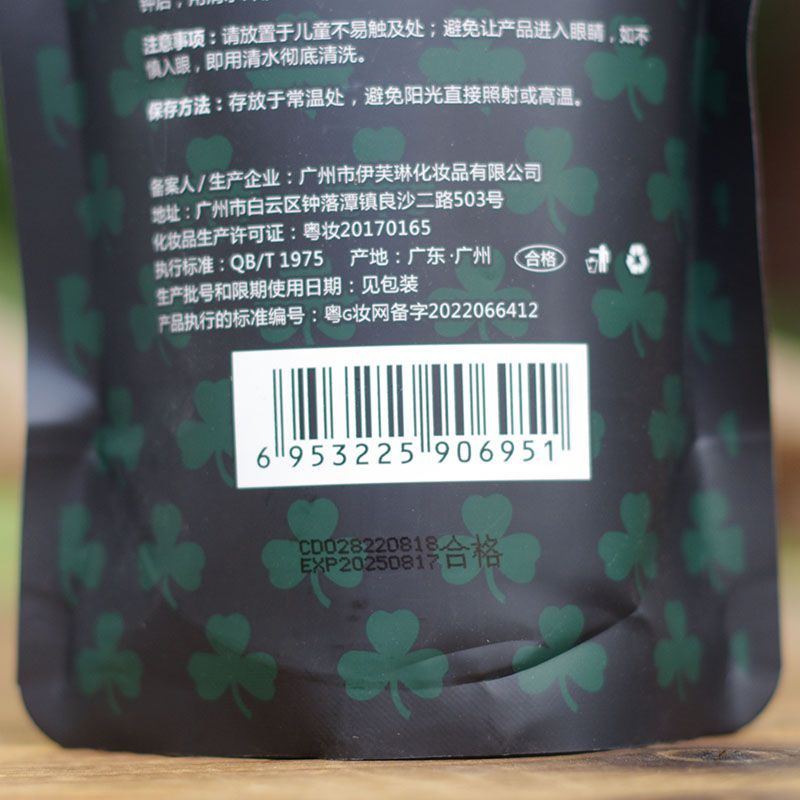 注意事项：请放置于儿童不易触及处；避免让产品进入眼睛，如不
慎入眼，即用清水彻底清洗。
保存方法：存放于常温处，避免阳光直接照射或高温。
备案人/生产企业：广州市伊芙琳化妆品有限公司
地址：广州市白云区钟落潭镇良沙二路503号
化妆品生产许可证：粤妆20170165
执行标准：QB/T 1975 产地：广东·广州 合格
生产批号和限期使用日期：见包装
产品执行的标准编号：粤G妆网备字2022066412
6 953225 906951
CD028220818合格
EXP20250817